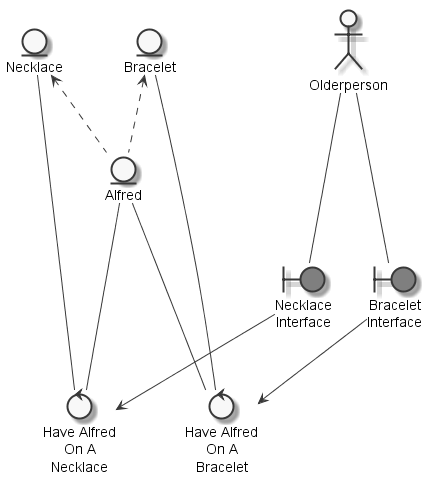 Necklace
Bracelet
Olderperson
Alfred
Necklace
Interface
Bracelet
Interface
Have Alfred
On A
Necklace
Have Alfred
On A
Bracelet